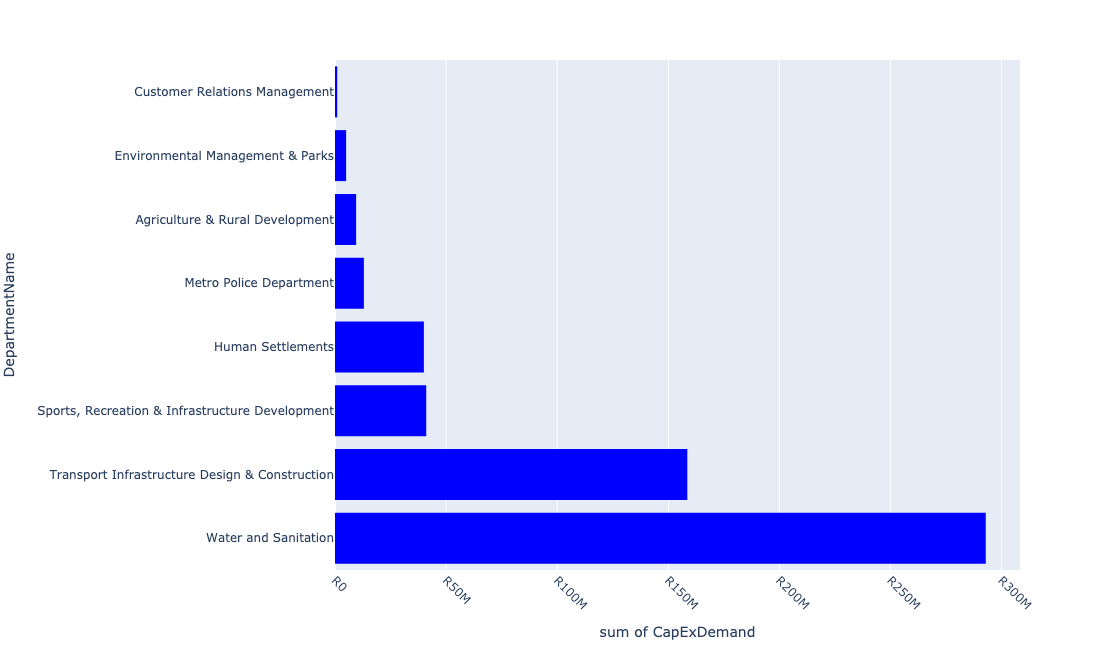 Customer Relations Management
Environmental Management & Parks
Agriculture & Rural Development
Metro Police Department
Human Settlements
Sports, Recreation & Infrastructure Development
Transport Infrastructure Design & Construction
Water and Sanitation
DepartmentName
R0
R50M
R100M
R150M
R200M
R250M
R300M
sum of CapExDemand